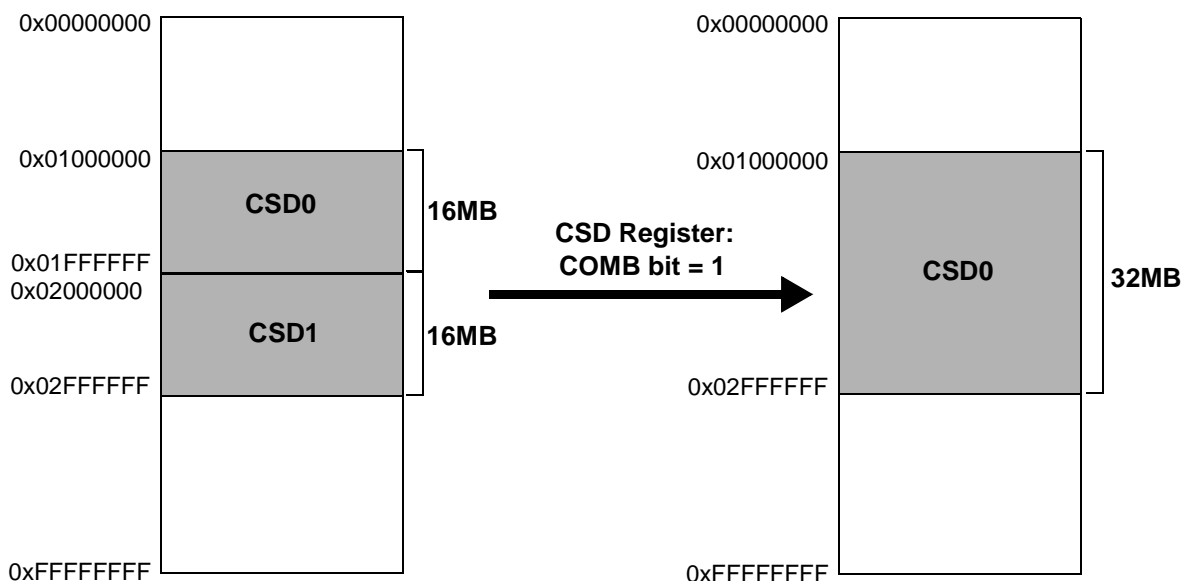 0x00000000
0x01000000
CSD0
16MB
0x01FFFFFF
0x02000000
CSD1
16MB
0x02FFFFFF
0xFFFFFFFF
CSD Register:
COMB bit = 1
0x00000000
0x01000000
CSD0
32MB
0x02FFFFFF
0xFFFFFFFF